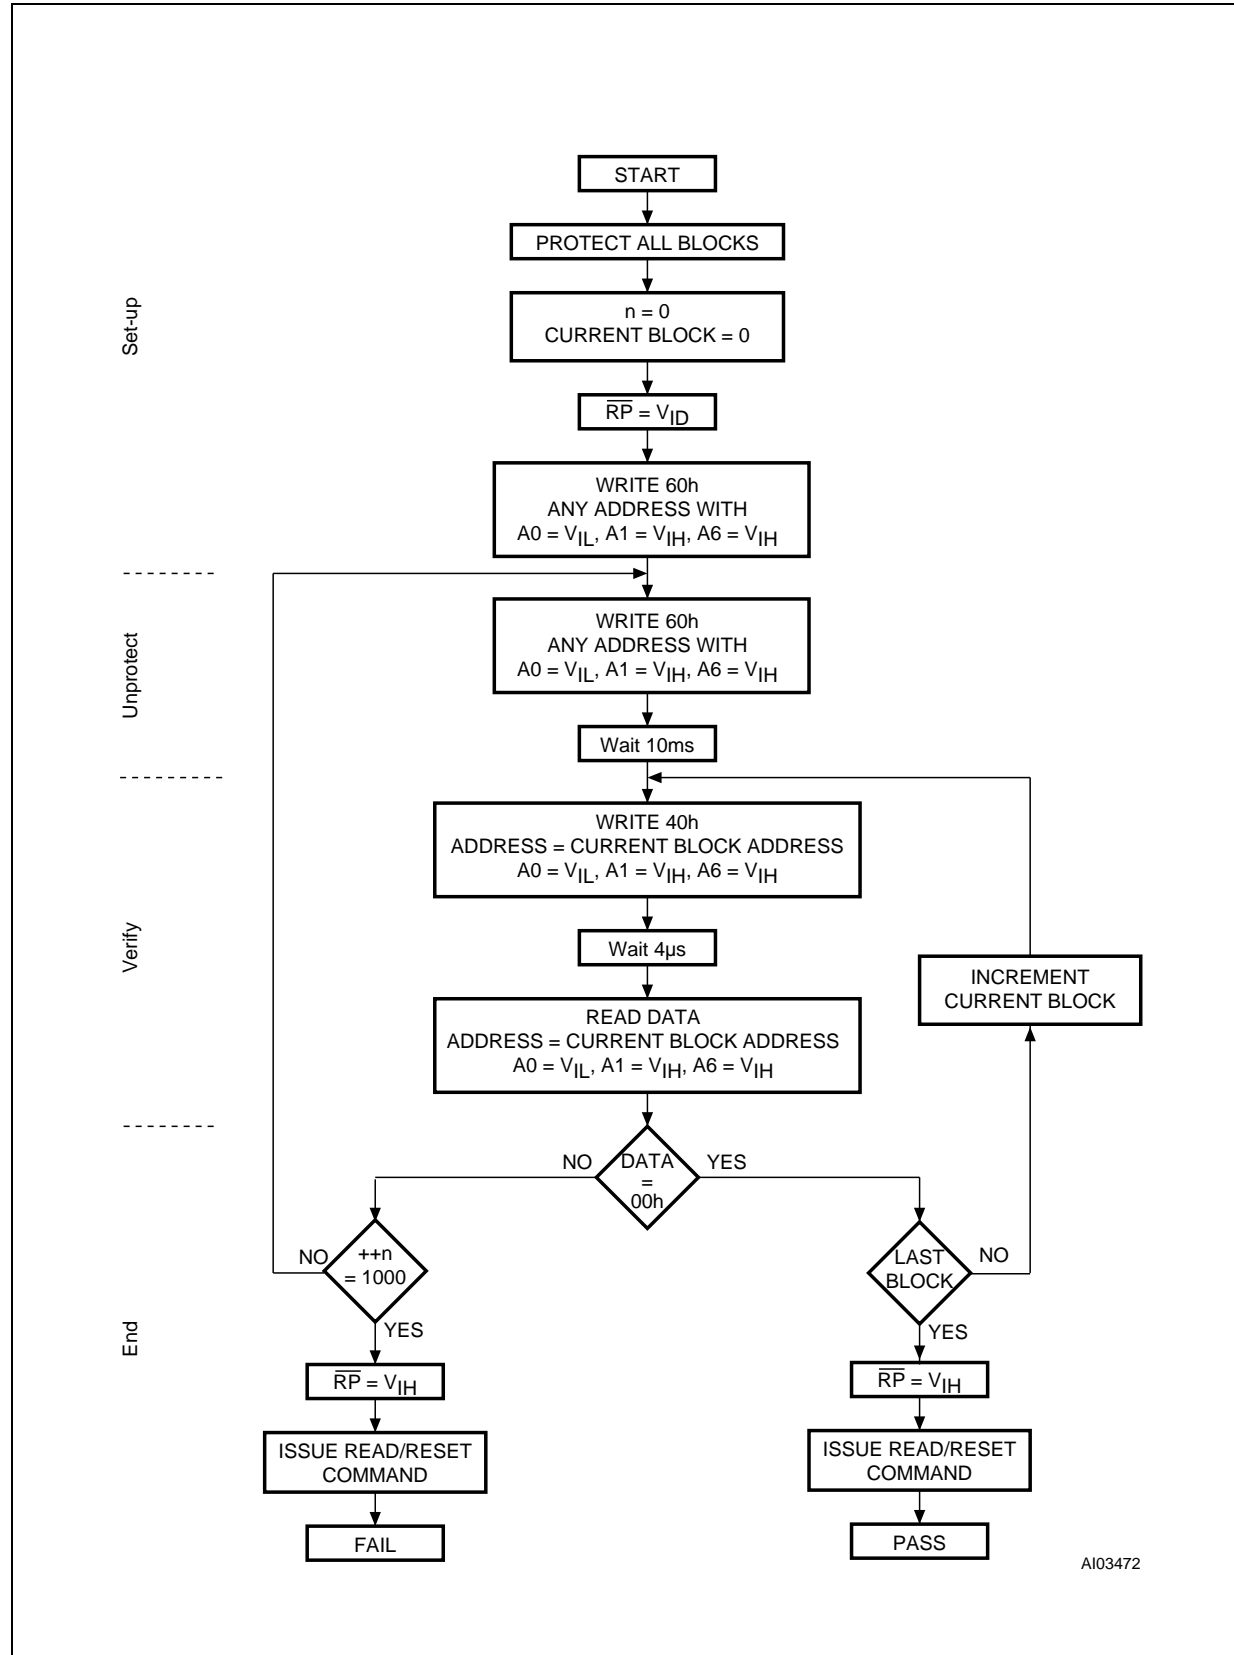 START
PROTECT ALL BLOCKS
Set-up
n = 0
CURRENT BLOCK = 0
RP = VID
WRITE 60h
ANY ADDRESS WITH
A0 = VIL, A1 = VIH, A6 = VIH
Unprotect
WRITE 60h
ANY ADDRESS WITH
A0 = VIL, A1 = VIH, A6 = VIH
Wait 10ms
Verify
WRITE 40h
ADDRESS = CURRENT BLOCK ADDRESS
A0 = VIL, A1 = VIH, A6 = VIH
Wait 4µs
INCREMENT
CURRENT BLOCK
READ DATA
ADDRESS = CURRENT BLOCK ADDRESS
A0 = VIL, A1 = VIH, A6 = VIH
End
NO
DATA
=
00h
YES
NO
++n
= 1000
YES
LAST
BLOCK
NO
YES
RP = VIH
RP = VIH
ISSUE READ/RESET
COMMAND
ISSUE READ/RESET
COMMAND
FAIL
PASS
AI03472